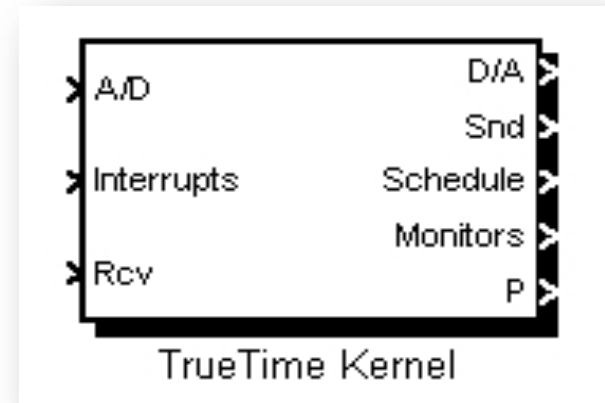 A/D
Interrupts
Rcv
D/A
Snd
Schedule
Monitors
P
TrueTime Kernel